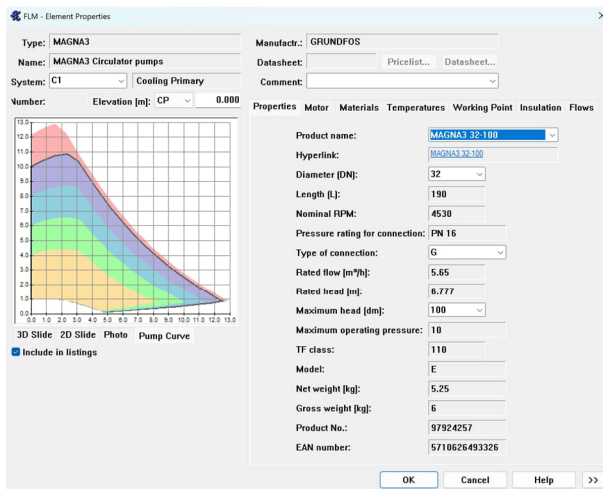 FLM - Element Properties
Type: MAGNA3
Name: MAGNA3 Circulator pumps
System: C1 Cooling Primary
Number: Elevation [m]: CP 0.000
13.0
12.0
11.0
10.0
9.0
8.0
7.0
6.0
5.0
4.0
3.0
2.0
1.0
0.0
0.0 1.0 2.0 3.0 4.0 5.0 6.0 7.0 8.0 9.0 10.0 11.0 12.0 13.0
3D Slide 2D Slide Photo Pump Curve
Include in listings
Manufactr.: GRUNDFOS
Datasheet: Pricelist... Datasheet...
Comment:
Properties Motor Materials Temperatures Working Point Insulation Flows
Product name: MAGNA3 32-100
Hyperlink: MAGNA3 32-100
Diameter (DN): 32
Length (L): 190
Nominal RPM: 4530
Pressure rating for connection: PN 16
Type of connection: G
Rated flow [m³/h]: 5.65
Rated head [m]: 6.777
Maximum head [dm]: 100
Maximum operating pressure: 10
TF class: 110
Model: E
Net weight [kg]: 5.25
Gross weight [kg]: 6
Product No.: 97924257
EAN number: 5710626493326
OK Cancel Help >>